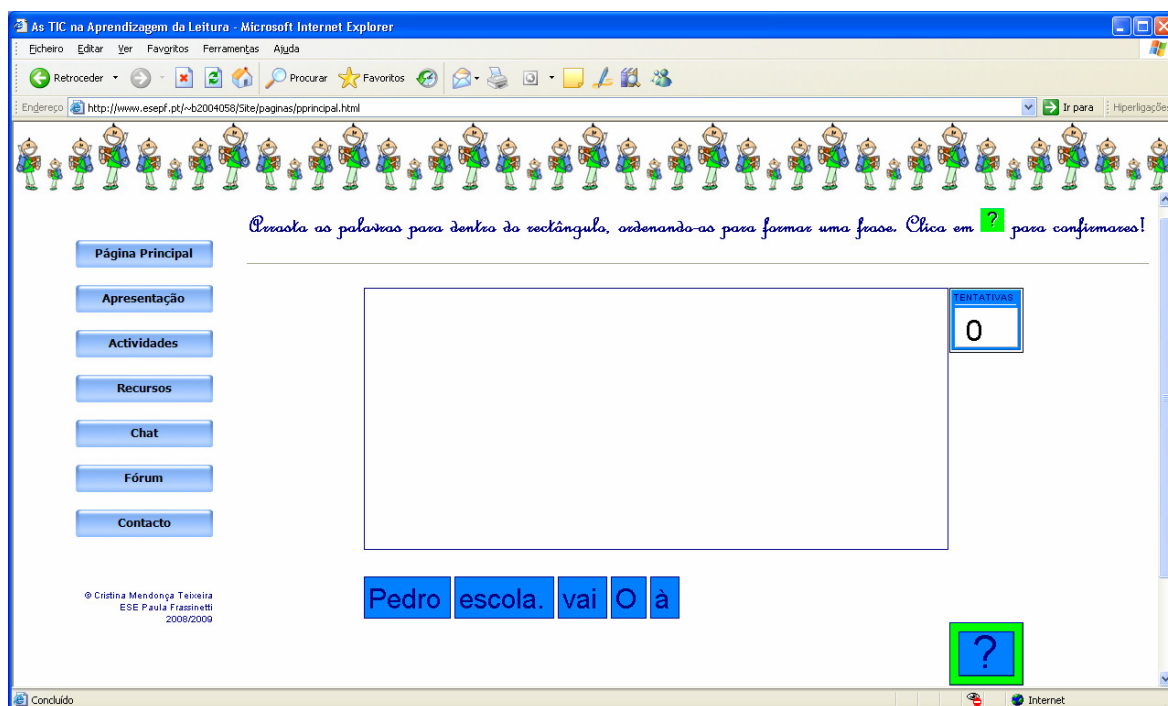 As TIC na Aprendizagem da Leitura - Microsoft Internet Explorer
Ficheiro Editar Ver Favoritos Ferramentas Ajuda
Retroceder Procurar Favoritos
Endereço http://www.esepf.pt/~b2004058/Site/paginas/pprincipal.html Ir para Hiperligações
Arrasta as palavras para dentro do rectângulo, ordenando-as para formar uma frase. Clica em ? para confirmares!
Página Principal
Apresentação
Actividades
Recursos
Chat
Fórum
Contacto
© Cristina Mendonça Teixeira
ESE Paula Frassinetti
2008/2009
TENTATIVAS
0
Pedro escola. vai O à
?
Concluído Internet